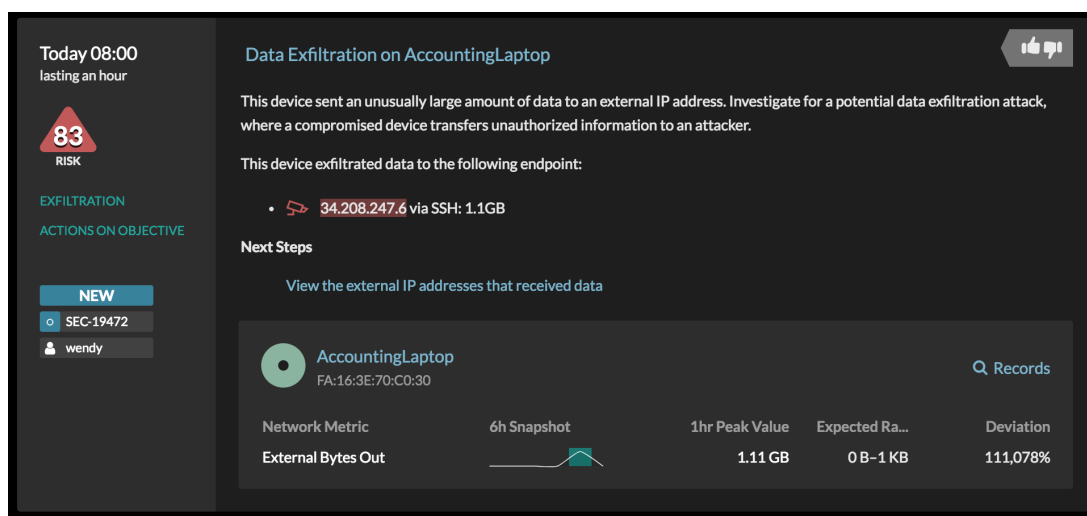 Today 08:00
lasting an hour
83
RISK
EXFILTRATION
ACTIONS ON OBJECTIVE
NEW
SEC-19472
wendy
Data Exfiltration on AccountingLaptop
This device sent an unusually large amount of data to an external IP address. Investigate for a potential data exfiltration attack,
where a compromised device transfers unauthorized information to an attacker.
This device exfiltrated data to the following endpoint:
• 34.208.247.6 via SSH: 1.1GB
Next Steps
View the external IP addresses that received data
AccountingLaptop
FA:16:3E:70:C0:30
Records
Network Metric 6h Snapshot 1hr Peak Value Expected Ra... Deviation
External Bytes Out 1.11 GB 0 B–1 KB 111,078%